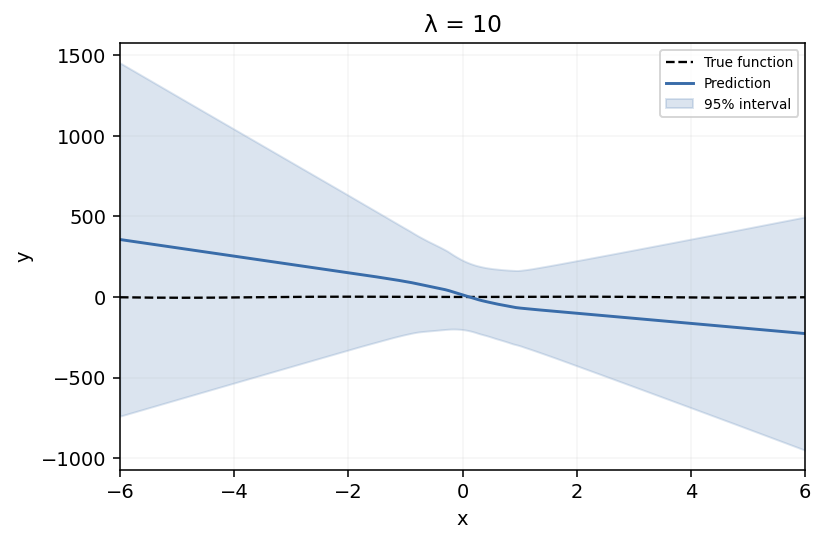 λ = 10
True function
Prediction
95% interval
y
1500
1000
500
0
−500
−1000
−6
−4
−2
0
2
4
6
x